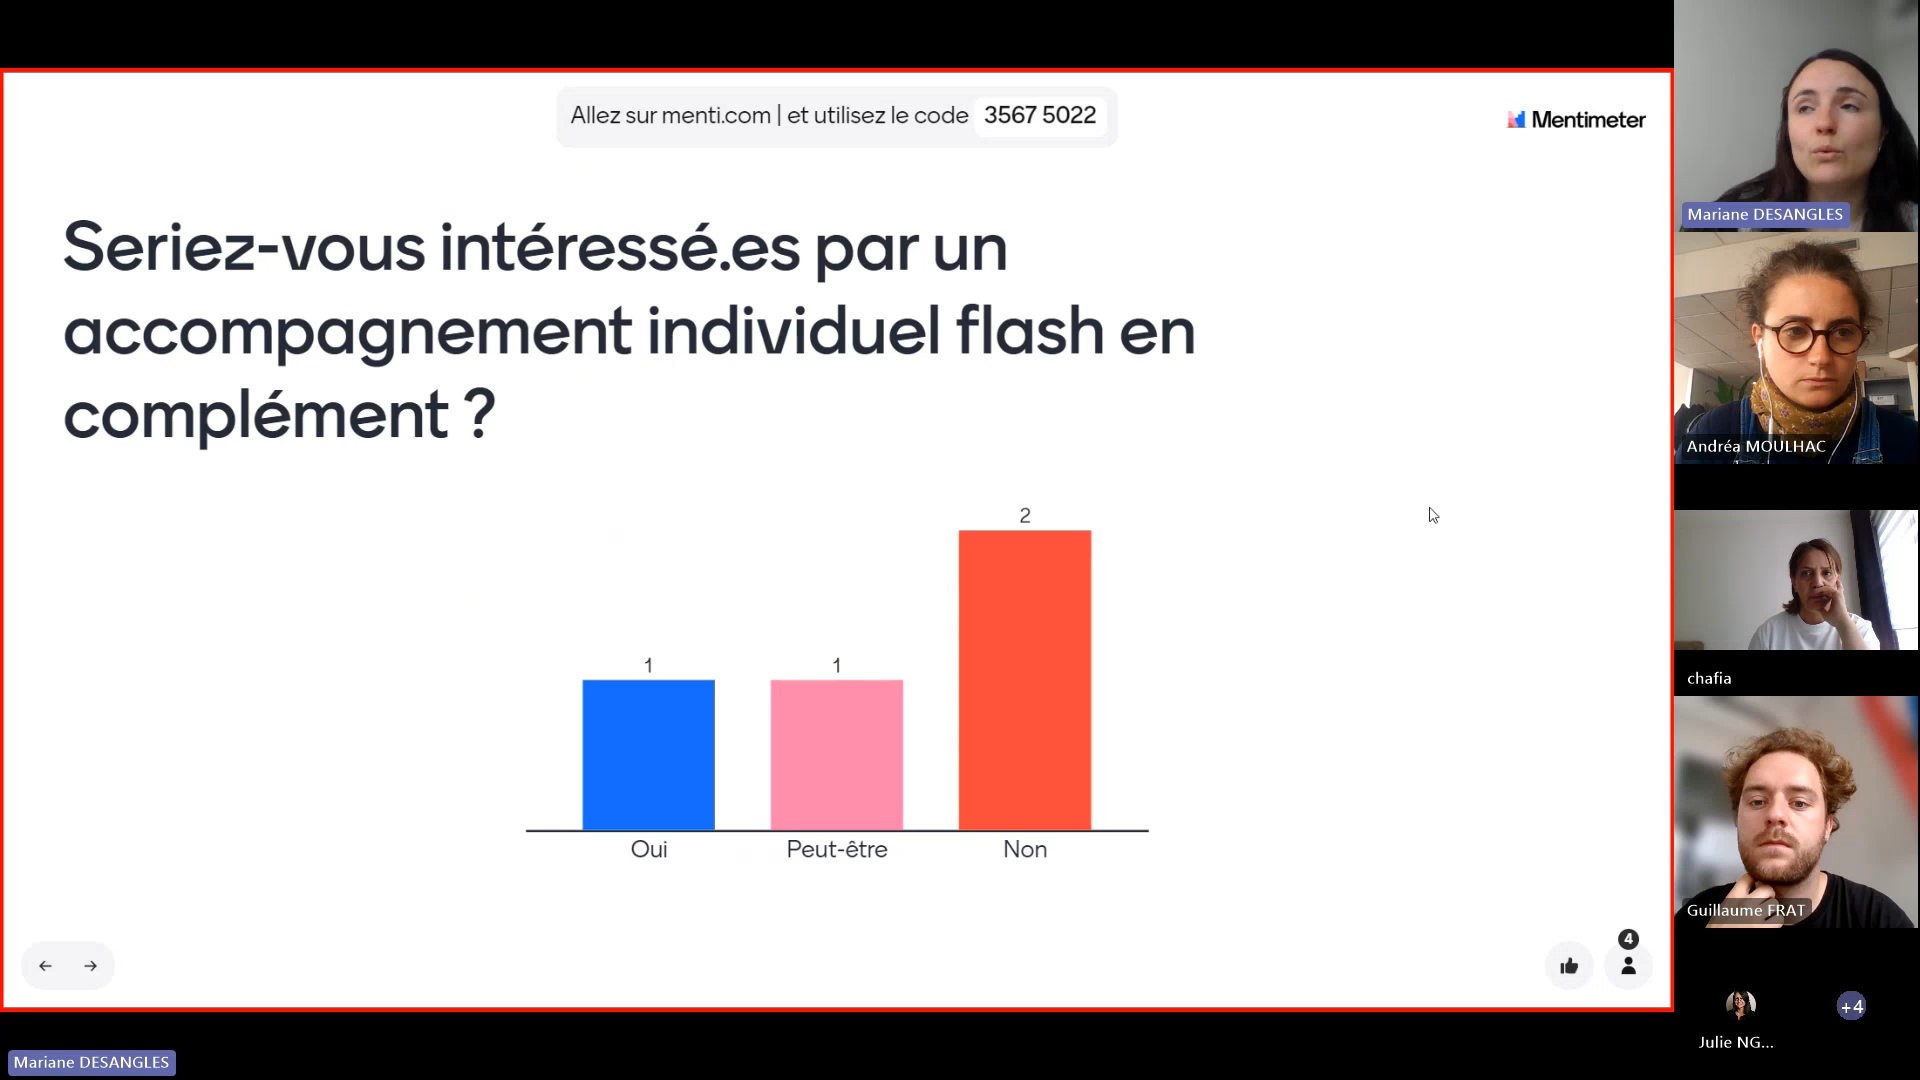 Allez sur menti.com | et utilisez le code 3567 5022
Mentimeter
Seriez-vous intéressé.es par un
accompagnement individuel flash en
complément ?
1
1
2
Oui
Peut-être
Non
4
Mariane DESANGLES
Andréa MOULHAC
chafia
Guillaume FRAT
Julie NG...
+4
Mariane DESANGLES